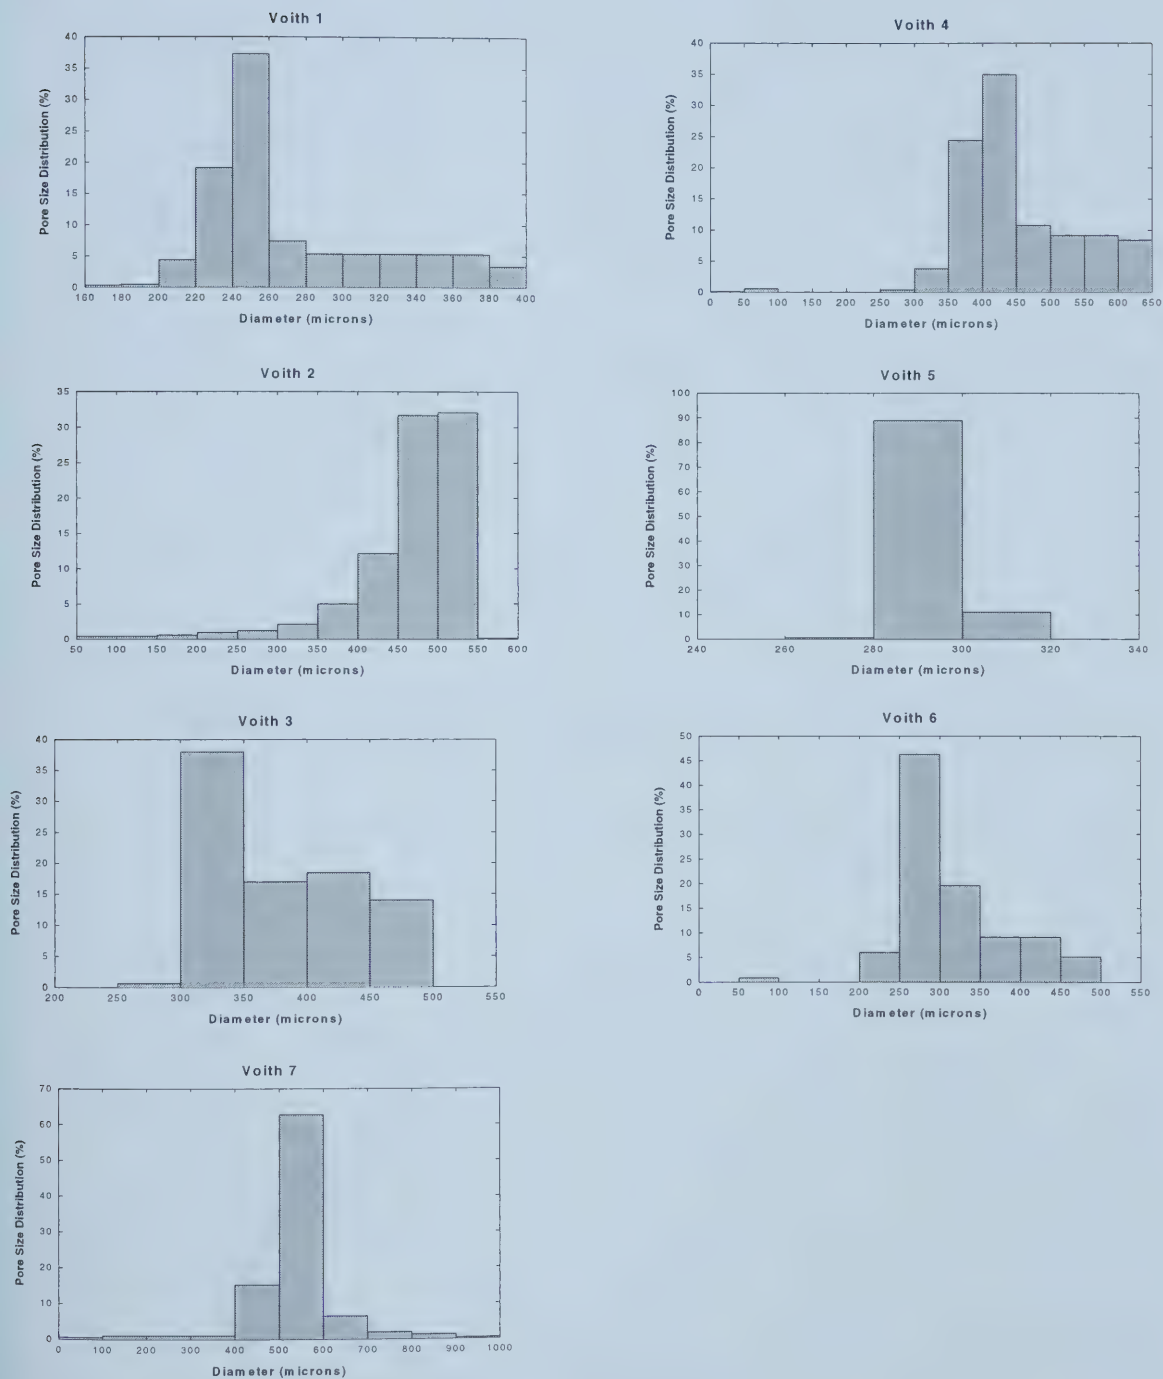 Voith 1
Pore Size Distribution (%)
40
35
30
25
20
15
10
5
0
160 180 200 220 240 260 280 300 320 340 360 380 400
Diameter (microns)
Voith 4
Pore Size Distribution (%)
40
35
30
25
20
15
10
5
0
0 50 100 150 200 250 300 350 400 450 500 550 600 650
Diameter (microns)
Voith 2
Pore Size Distribution (%)
35
30
25
20
15
10
5
0
50 100 150 200 250 300 350 400 450 500 550 600
Diameter (microns)
Voith 5
Pore Size Distribution (%)
100
90
80
70
60
50
40
30
20
10
0
240 260 280 300 320 340
Diameter (microns)
Voith 3
Pore Size Distribution (%)
40
35
30
25
20
15
10
5
0
200 250 300 350 400 450 500 550
Diameter (microns)
Voith 6
Pore Size Distribution (%)
50
45
40
35
30
25
20
15
10
5
0
0 50 100 150 200 250 300 350 400 450 500 550
Diameter (microns)
Voith 7
Pore Size Distribution (%)
70
60
50
40
30
20
10
0
0 100 200 300 400 500 600 700 800 900 1000
Diameter (microns)